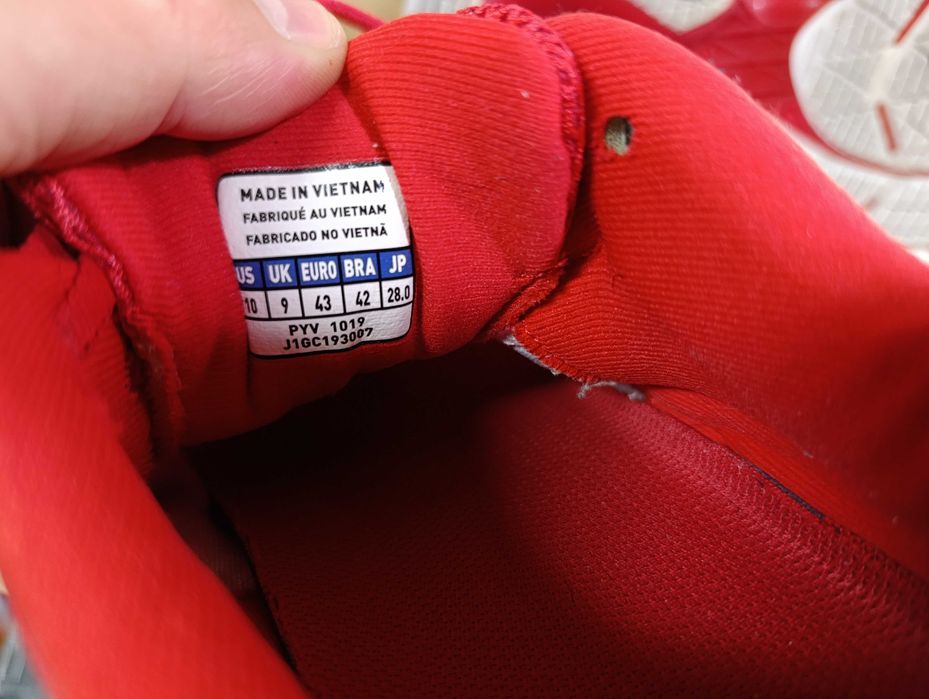 MADE IN VIETNAM
FABRIQUÉ AU VIETNAM
FABRICADO NO VIETNÃ
US UK EURO BRA JP
10 9 43 42 28.0
PYV 1019
J1GC193007